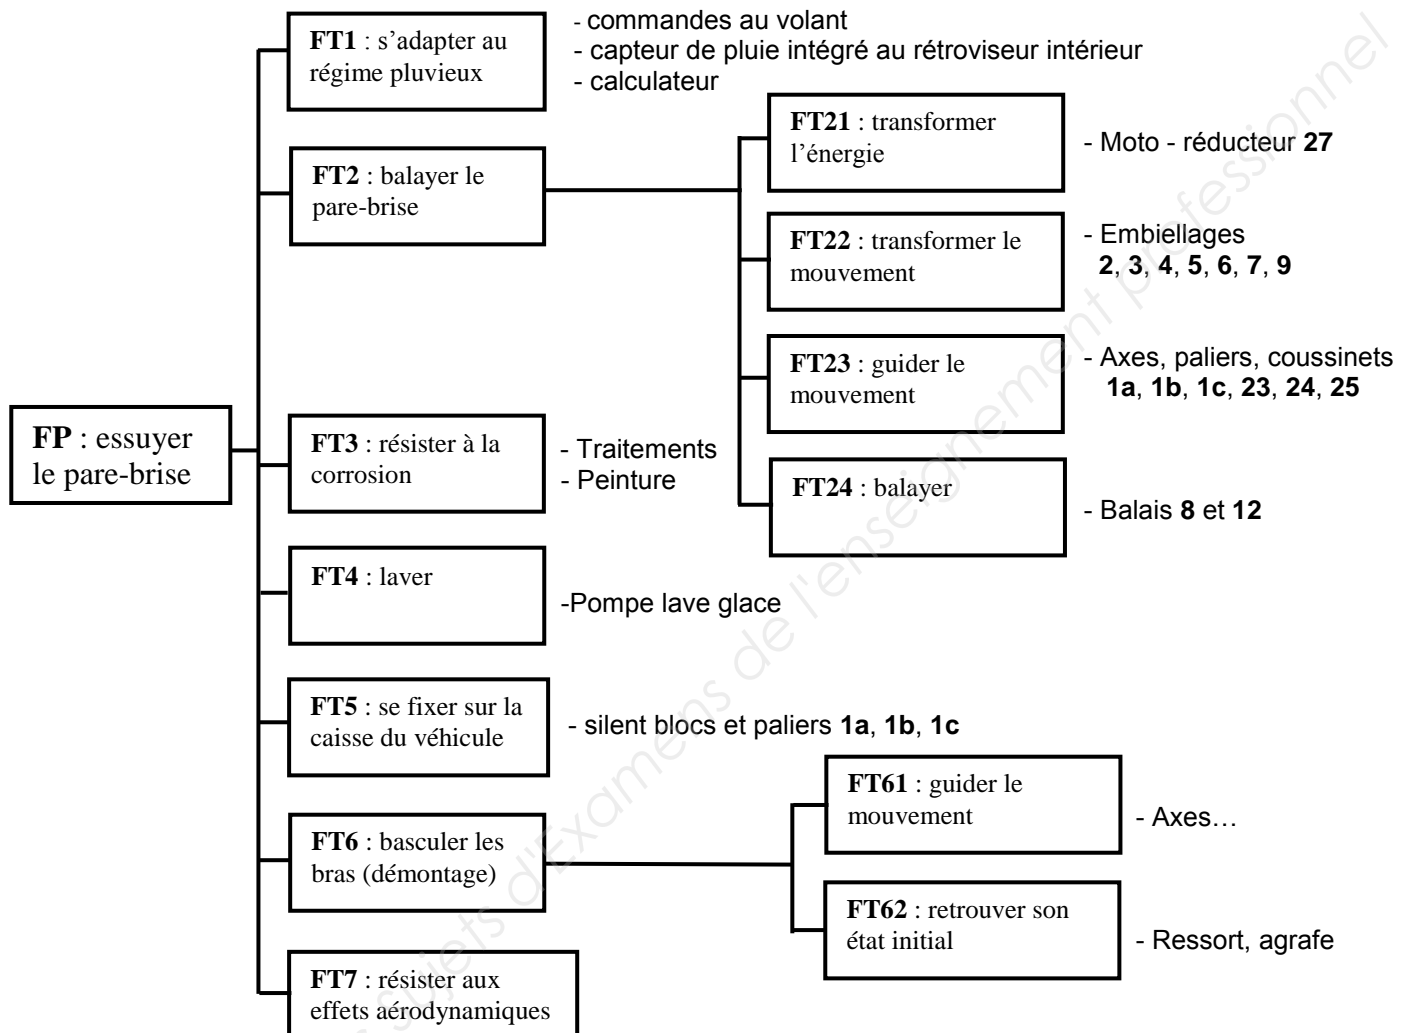 FT1 : s'adapter au
régime pluvieux
- commandes au volant
- capteur de pluie intégré au rétroviseur intérieur
- calculateur
FT2 : balayer le
pare-brise
FT21 : transformer
l'énergie
- Moto - réducteur 27
FT22 : transformer le
mouvement
- Embiellages
2, 3, 4, 5, 6, 7, 9
FT23 : guider le
mouvement
- Axes, paliers, coussinets
1a, 1b, 1c, 23, 24, 25
FT24 : balayer
- Balais 8 et 12
FP : essuyer
le pare-brise
FT3 : résister à la
corrosion
- Traitements
- Peinture
FT4 : laver
-Pompe lave glace
FT5 : se fixer sur la
caisse du véhicule
- silent blocs et paliers 1a, 1b, 1c
FT6 : basculer les
bras (démontage)
FT61 : guider le
mouvement
- Axes…
FT62 : retrouver son
état initial
- Ressort, agrafe
FT7 : résister aux
effets aérodynamiques
s sujets d'Examens de l'enseignement professionnel